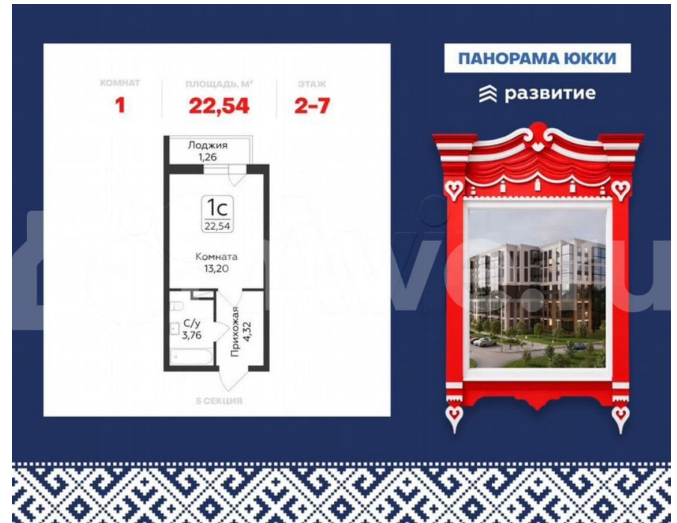 КОМНАТ
1
ПЛОЩАДЬ, М²
22,54
ЭТАЖ
2-7
Лоджия
1,26
1с
22,54
Комната
13,20
С/у
3,76
Прихожая
4,32
5 СЕКЦИЯ
ПАНОРАМА ЮККИ
развитие